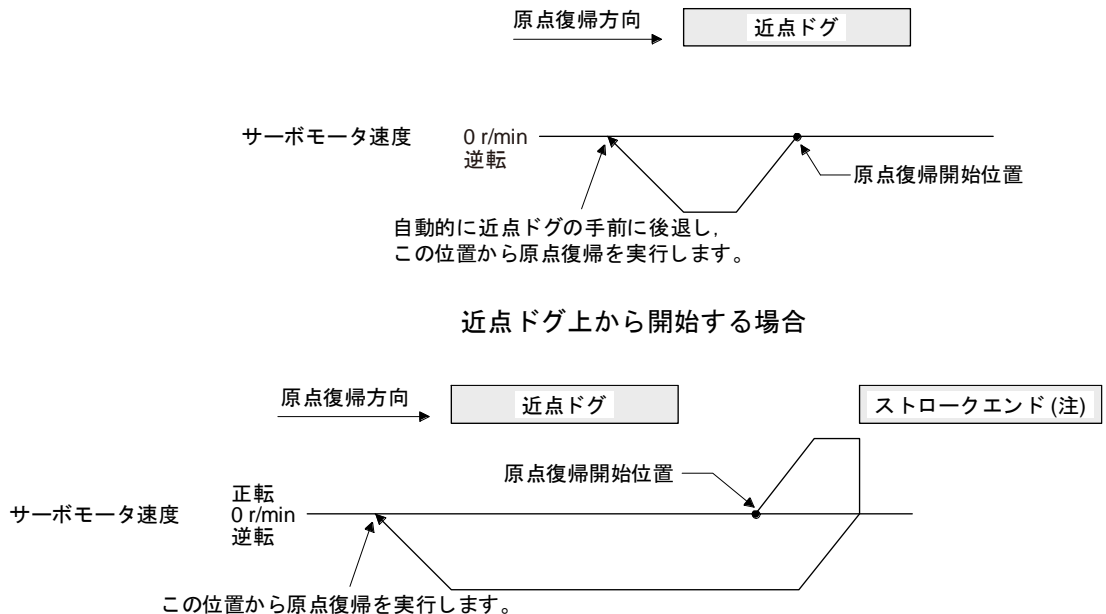 原点復帰方向
近点ドグ
サーボモータ速度
0 r/min
逆転
原点復帰開始位置
自動的に近点ドグの手前に後退し,
この位置から原点復帰を実行します。
近点ドグ上から開始する場合
原点復帰方向
近点ドグ
ストロークエンド (注)
原点復帰開始位置
正転
サーボモータ速度
0 r/min
逆転
この位置から原点復帰を実行します。